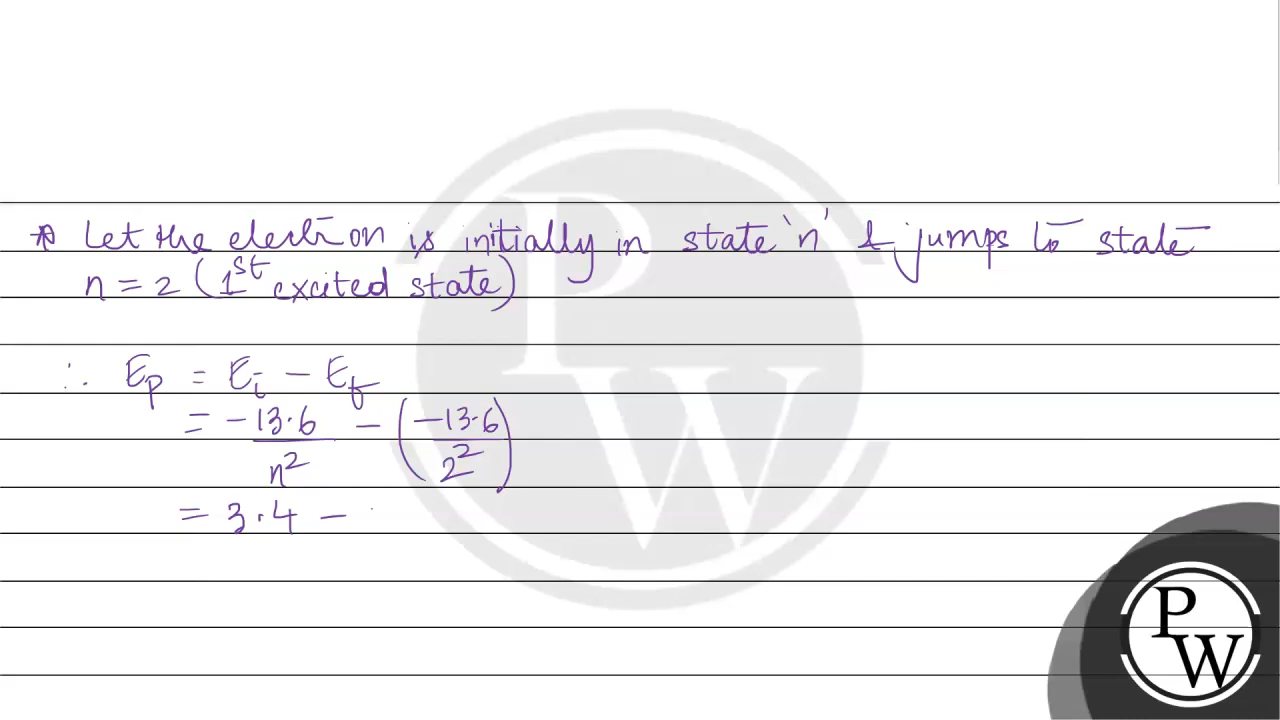 * Let the electron is initially in state 'n' & jumps to state
n = 2 (1st excited state)
∴ Ep = Ei - Ef
= -13.6/n² - (-13.6/2²)
= 3.4 -
P
W
P
W